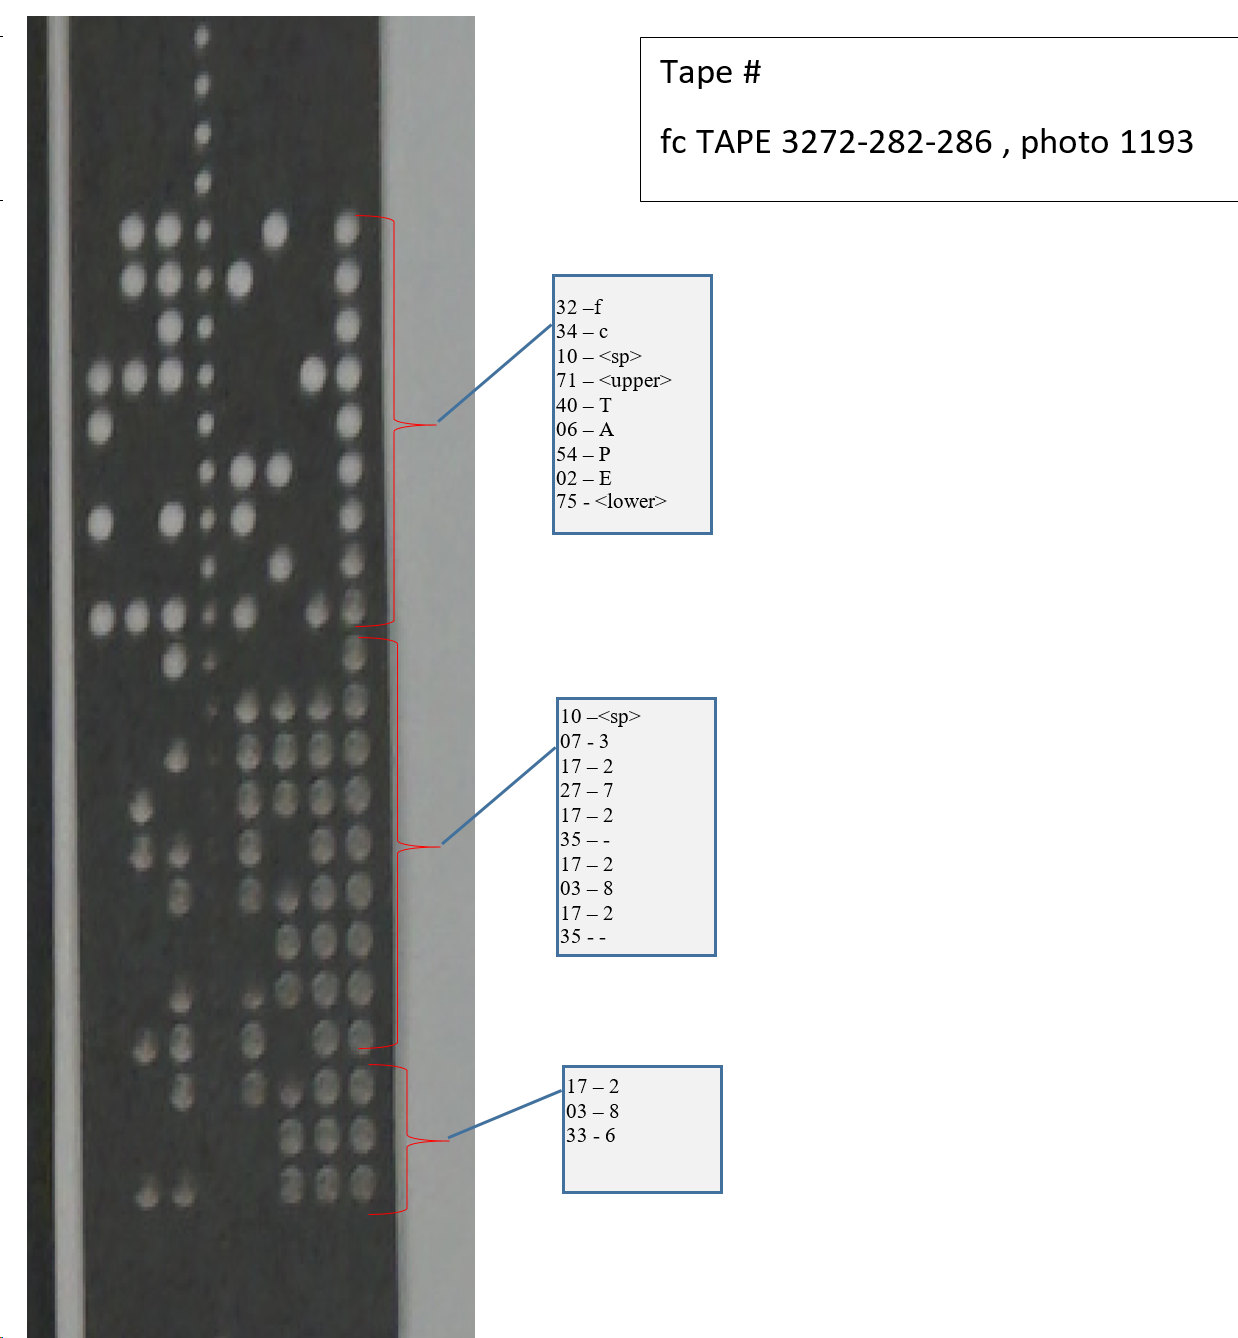 Tape #
fc TAPE 3272-282-286 , photo 1193
32 –f
34 – c
10 – <sp>
71 – <upper>
40 – T
06 – A
54 – P
02 – E
75 - <lower>
10 –<sp>
07 - 3
17 – 2
27 – 7
17 – 2
35 – -
17 – 2
03 – 8
17 – 2
35 - -
17 – 2
03 – 8
33 - 6